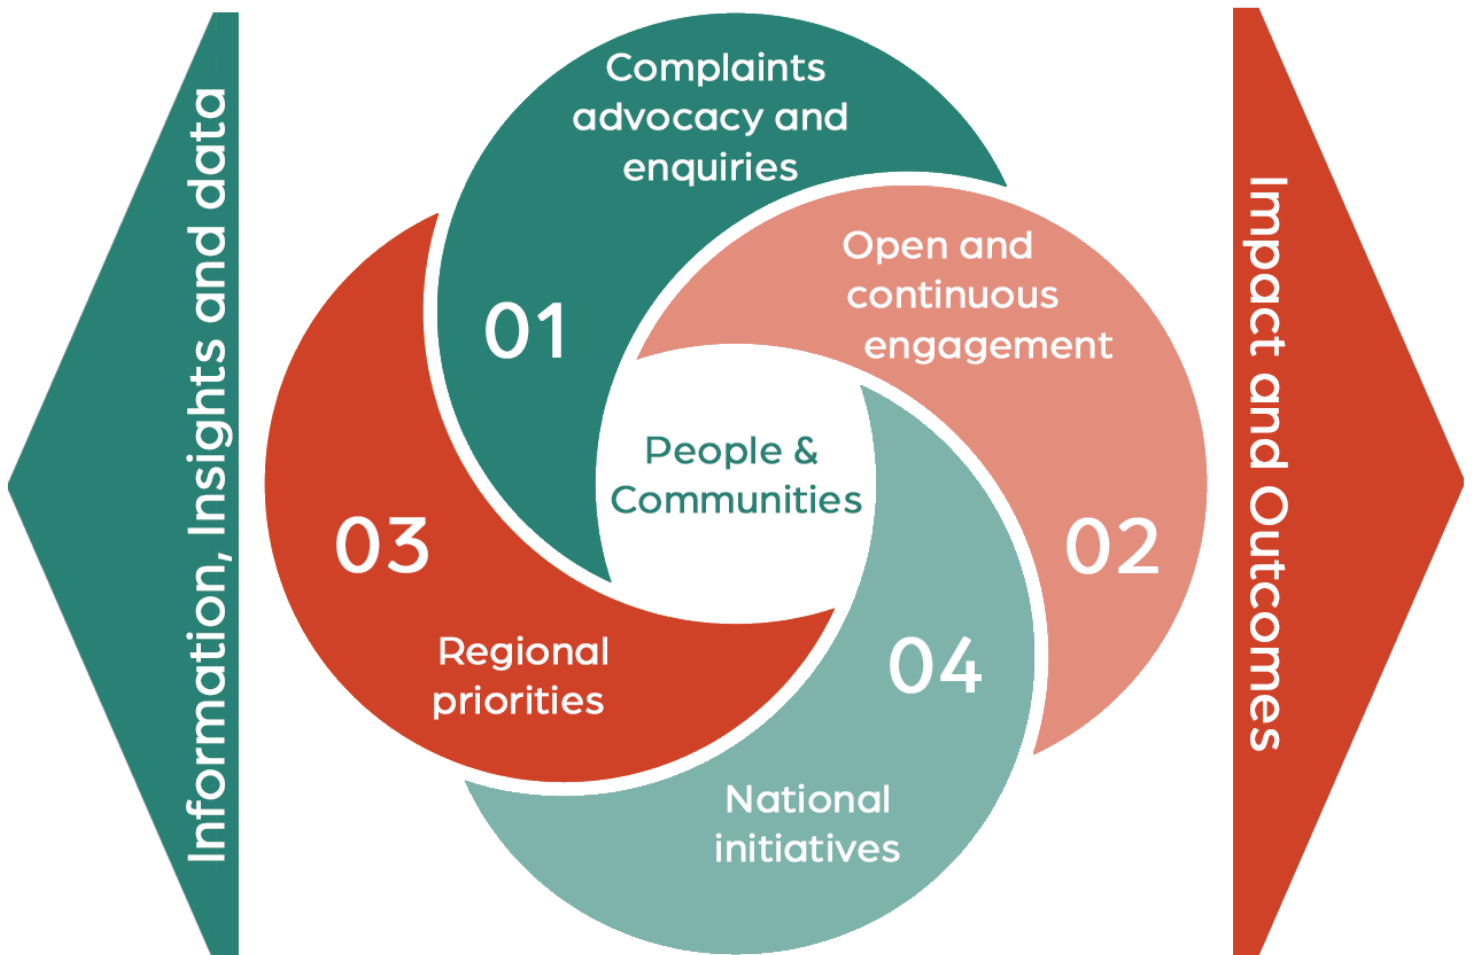 Information, Insights and data
Complaints
advocacy and
enquiries
01
Open and
continuous
engagement
02
People &
Communities
03
Regional
priorities
04
National
initiatives
Impact and Outcomes